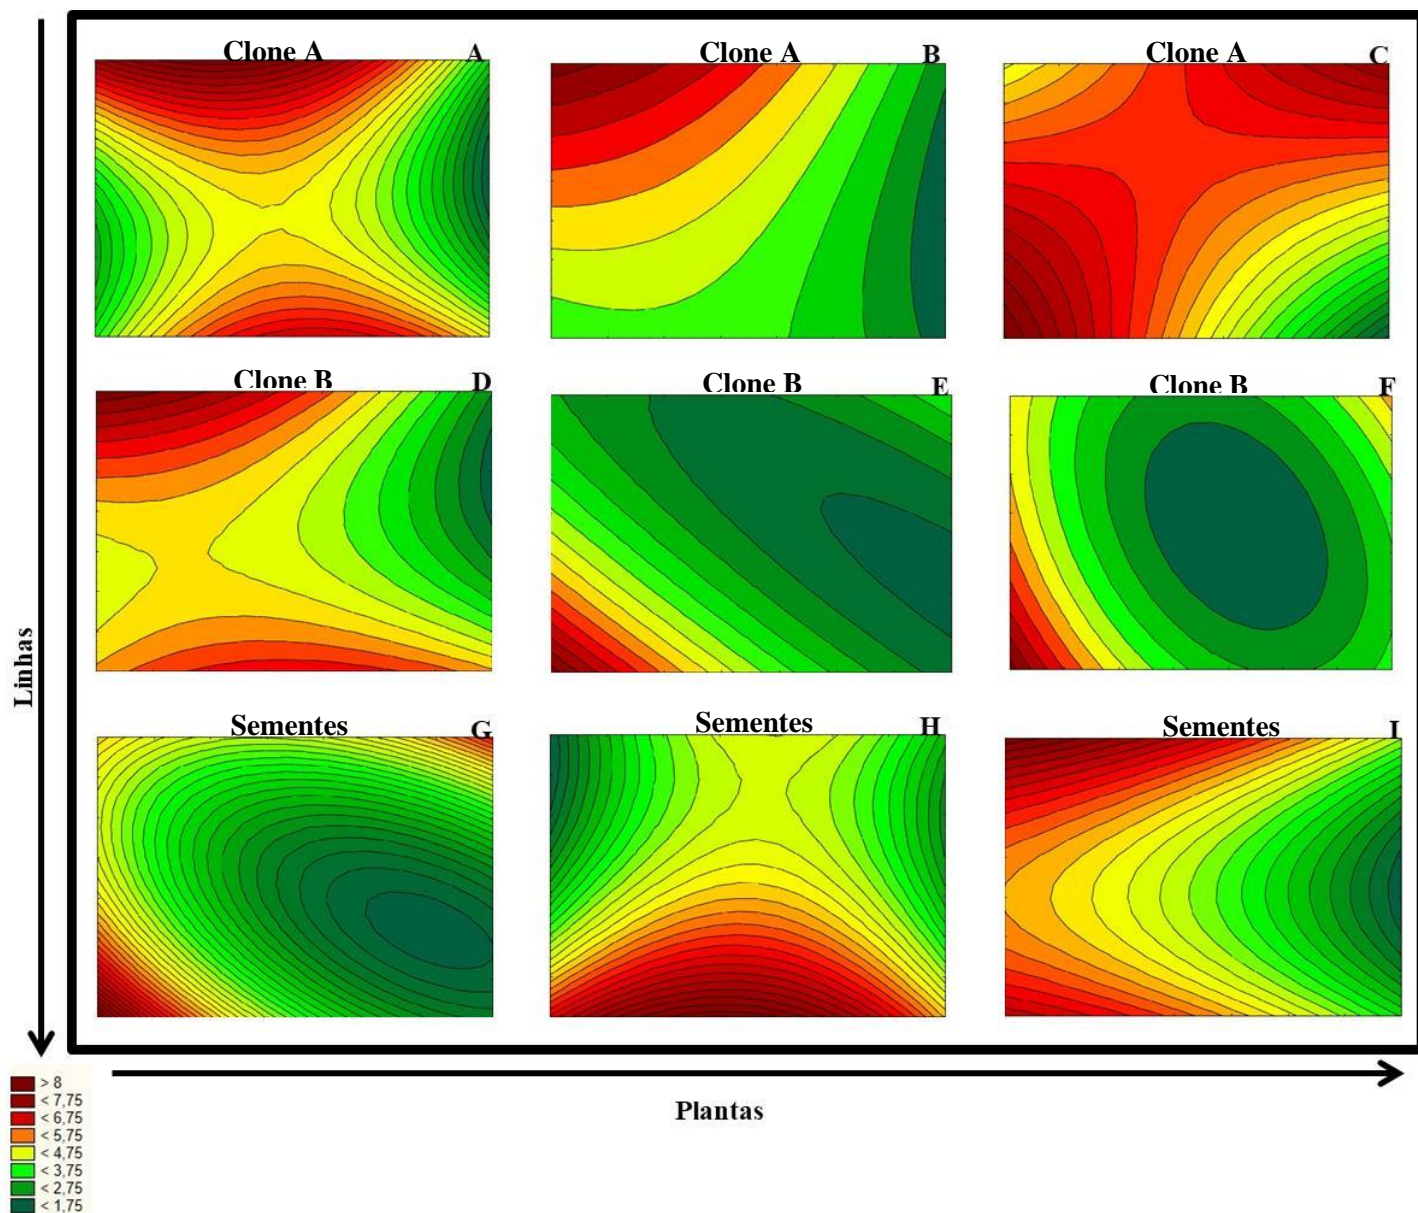 Clone A A
Clone A B
Clone A C
Clone B D
Clone B E
Clone B F
Sementes G
Sementes H
Sementes I
Linhas
Plantas
> 8
< 7,75
< 6,75
< 5,75
< 4,75
< 3,75
< 2,75
< 1,75